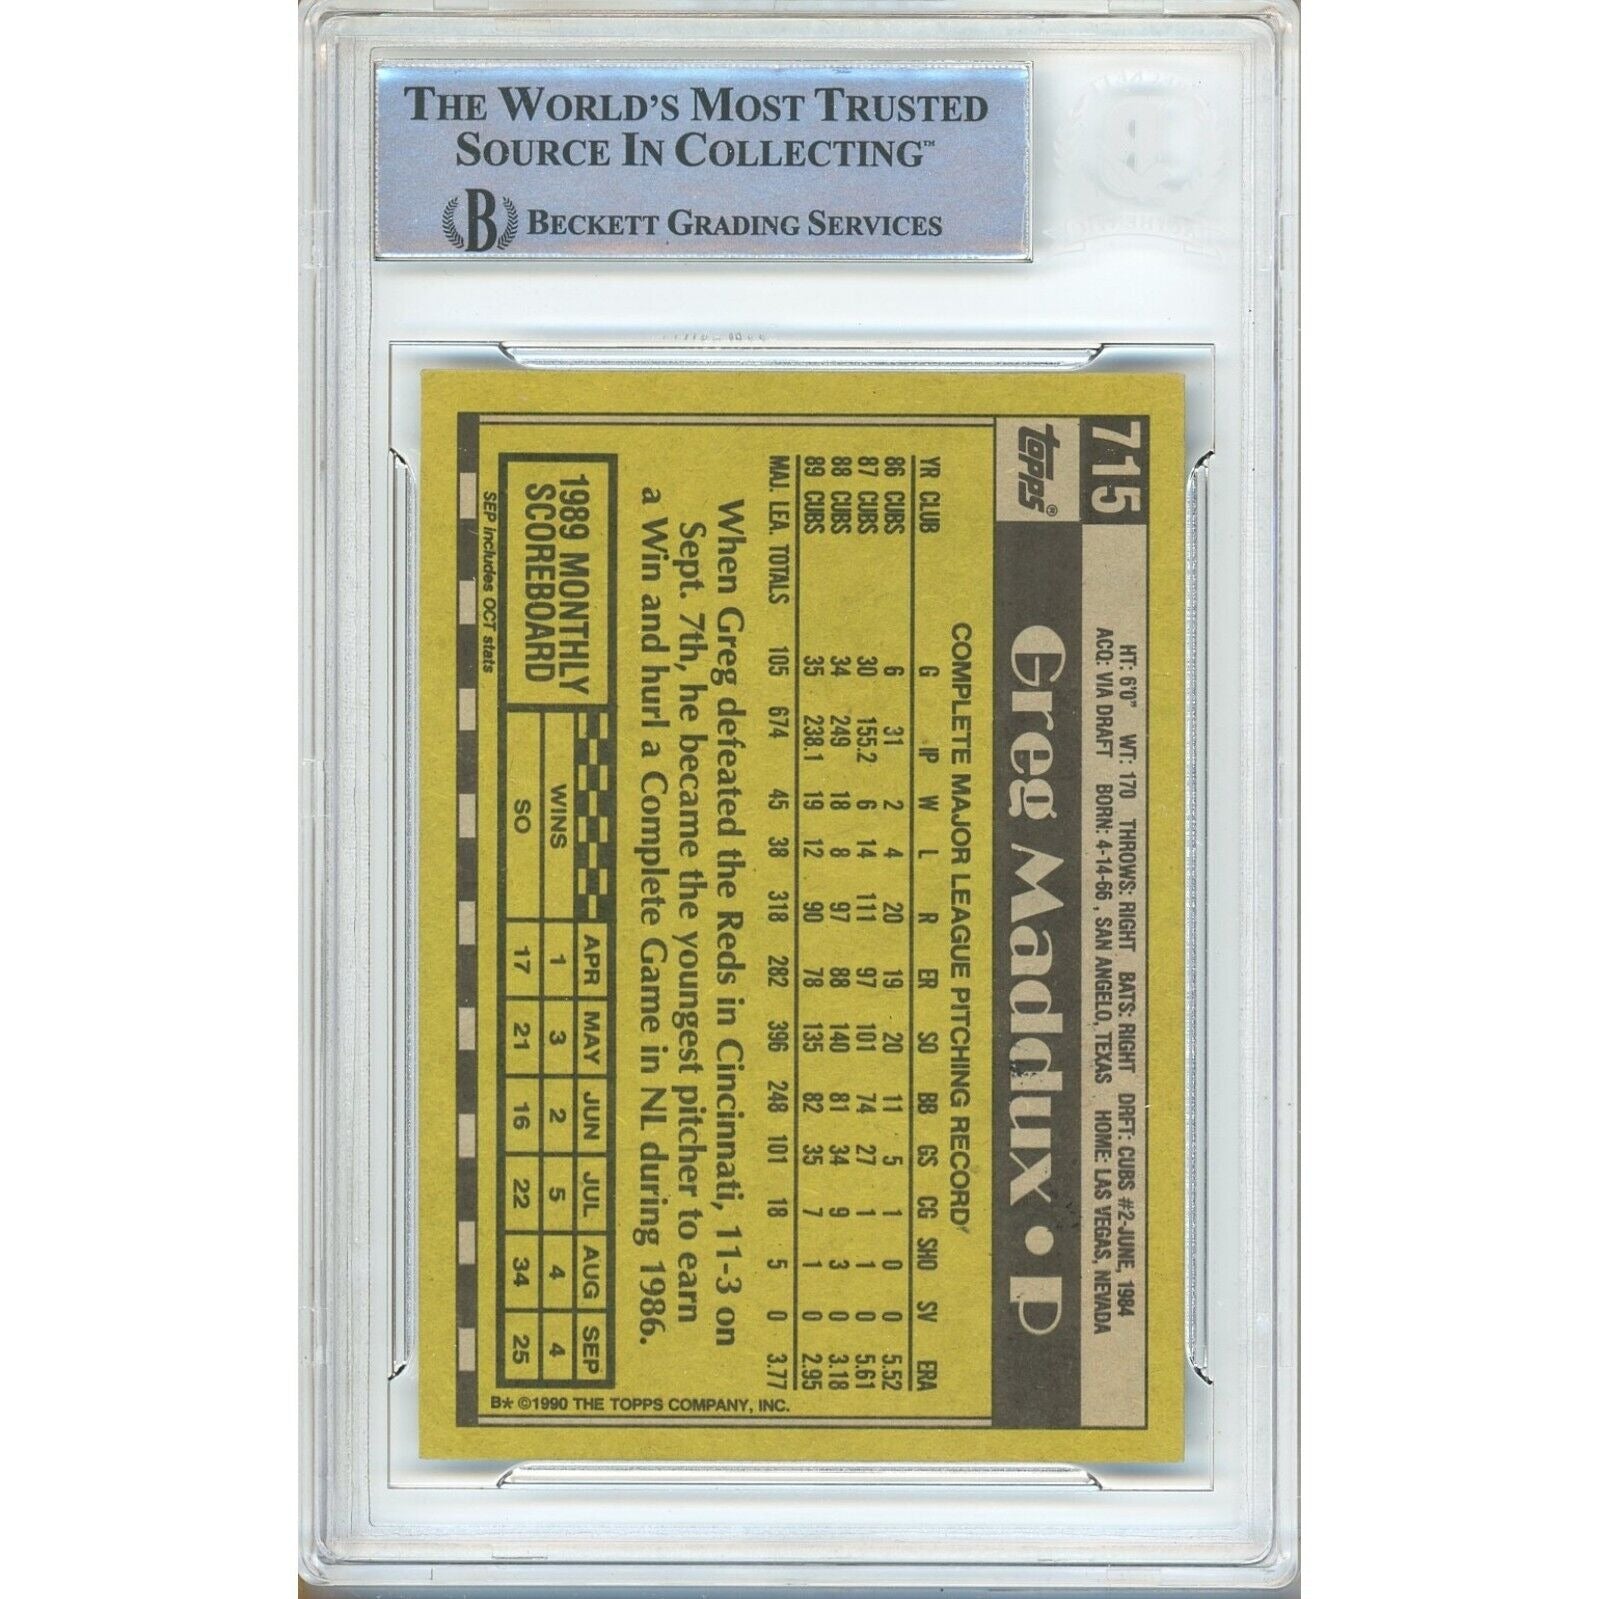 THE WORLD'S MOST TRUSTED
SOURCE IN COLLECTING™
B BECKETT GRADING SERVICES
715 HT: 6'0" WT: 170 THROWS: RIGHT BATS: RIGHT DRFT: CUBS #2-JUNE, 1984
ACQ: VIA DRAFT BORN: 4-14-66, SAN ANGELO, TEXAS HOME: LAS VEGAS, NEVADA
topps® Greg Maddux • P
COMPLETE MAJOR LEAGUE PITCHING RECORD
YR CLUB G IP W L R ER SO BB GS CG SHO SV ERA
86 CUBS 6 31 2 4 20 19 20 11 5 1 0 0 5.52
87 CUBS 30 155.2 6 14 111 97 101 74 27 1 1 0 5.61
88 CUBS 34 249 18 8 97 88 140 81 34 9 3 0 3.18
89 CUBS 35 238.1 19 12 90 78 135 82 35 7 1 0 2.95
MAJ. LEA. TOTALS 105 674 45 38 318 282 396 248 101 18 5 0 3.77
When Greg defeated the Reds in Cincinnati, 11-3 on
Sept. 7th, he became the youngest pitcher to earn
a Win and hurl a Complete Game in NL during 1986.
1989 MONTHLY
SCOREBOARD
APR MAY JUN JUL AUG SEP
WINS 1 3 2 5 4 4
SO 17 21 16 22 34 25
SEP includes OCT stats
B* ©1990 THE TOPPS COMPANY, INC.